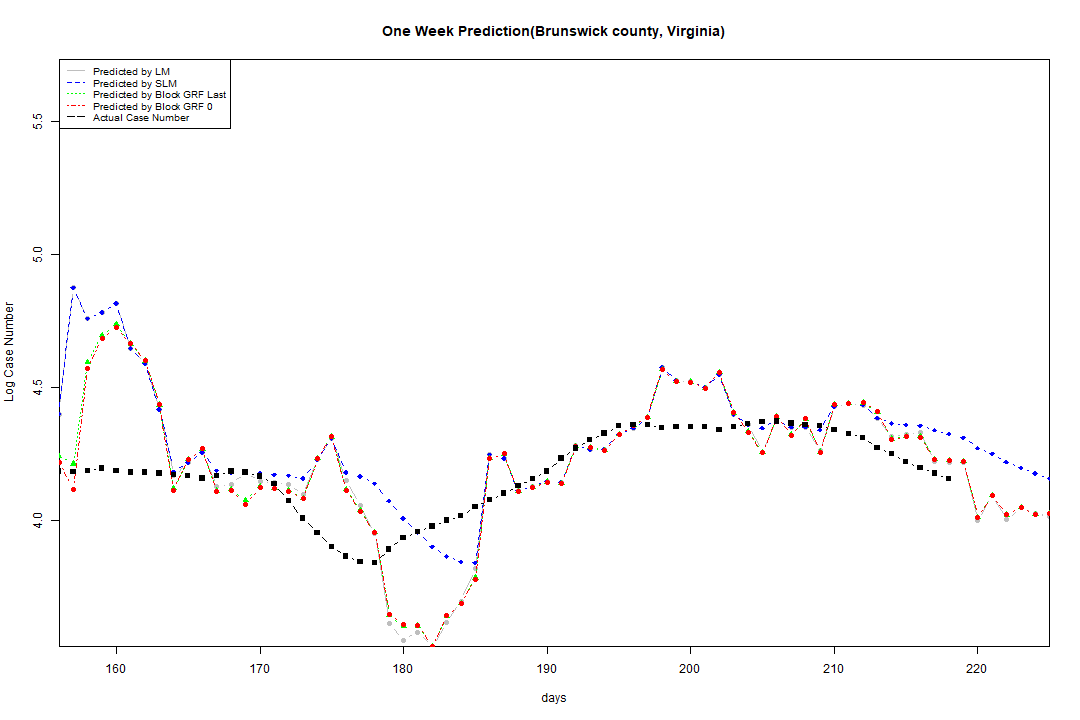 One Week Prediction(Brunswick county, Virginia)
Predicted by LM
Predicted by SLM
Predicted by Block GRF Last
Predicted by Block GRF 0
Actual Case Number
5.5
5.0
4.5
4.0
Log Case Number
160 170 180 190 200 210 220
days